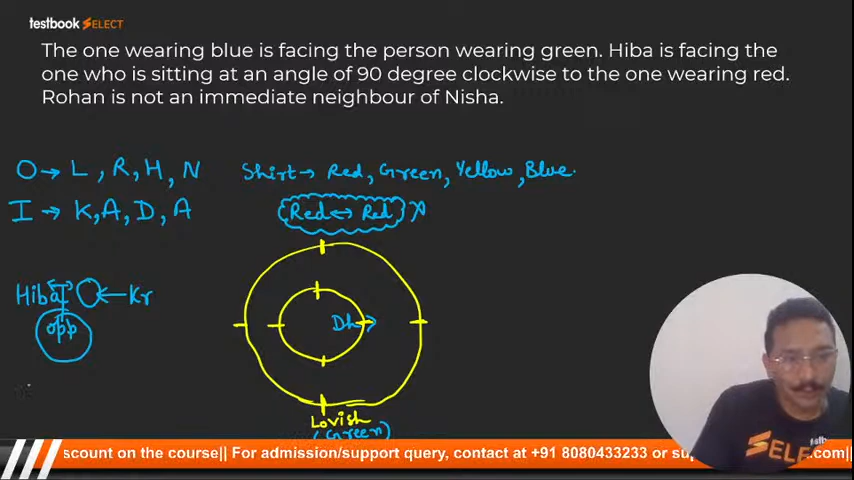 testbook SELECT
The one wearing blue is facing the person wearing green. Hiba is facing the
one who is sitting at an angle of 90 degree clockwise to the one wearing red.
Rohan is not an immediate neighbour of Nisha.
O → L, R, H, N Shirt → Red, Green, Yellow, Blue.
I → K, A, D, A (Red ↔ Red) X
Hiba ← Kr
opp
Dh →
Lovish
(Green)
scount on the course|| For admission/support query, contact to +91 8080433233 or su .com||
SELE